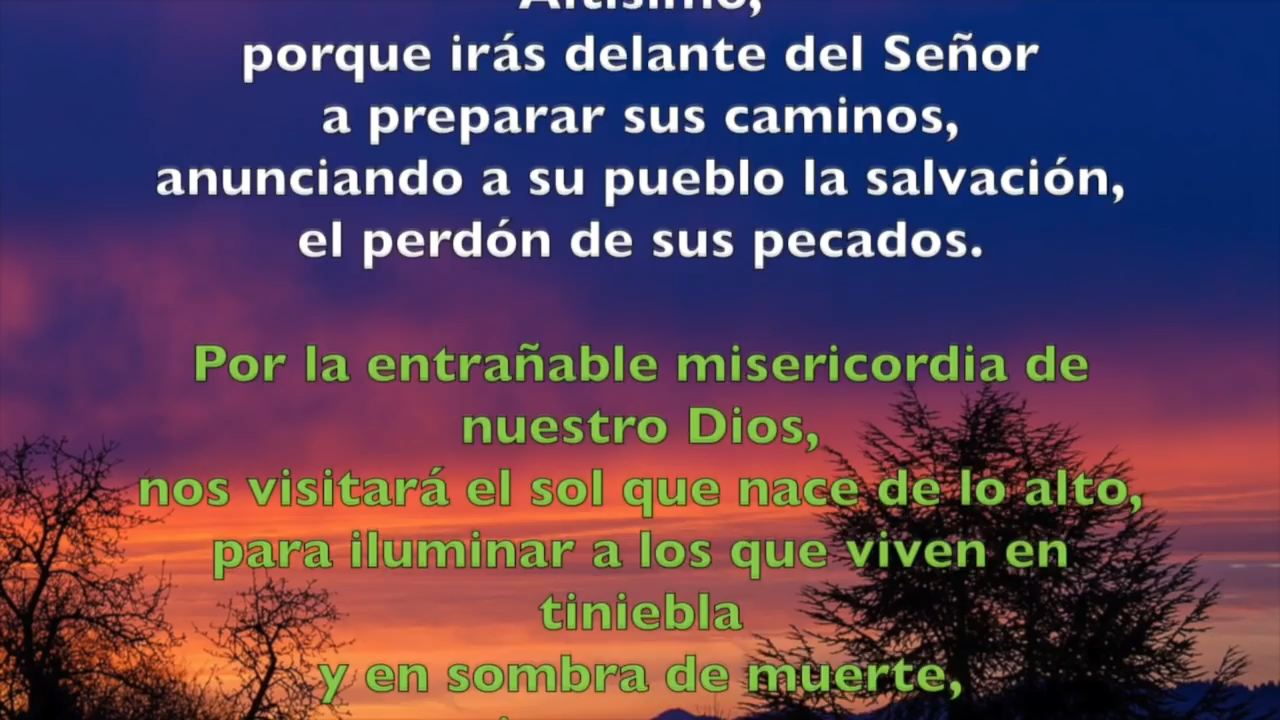 Altísimo,
porque irás delante del Señor
a preparar sus caminos,
anunciando a su pueblo la salvación,
el perdón de sus pecados.
Por la entrañable misericordia de
nuestro Dios,
nos visitará el sol que nace de lo alto,
para iluminar a los que viven en
tiniebla
y en sombra de muerte,